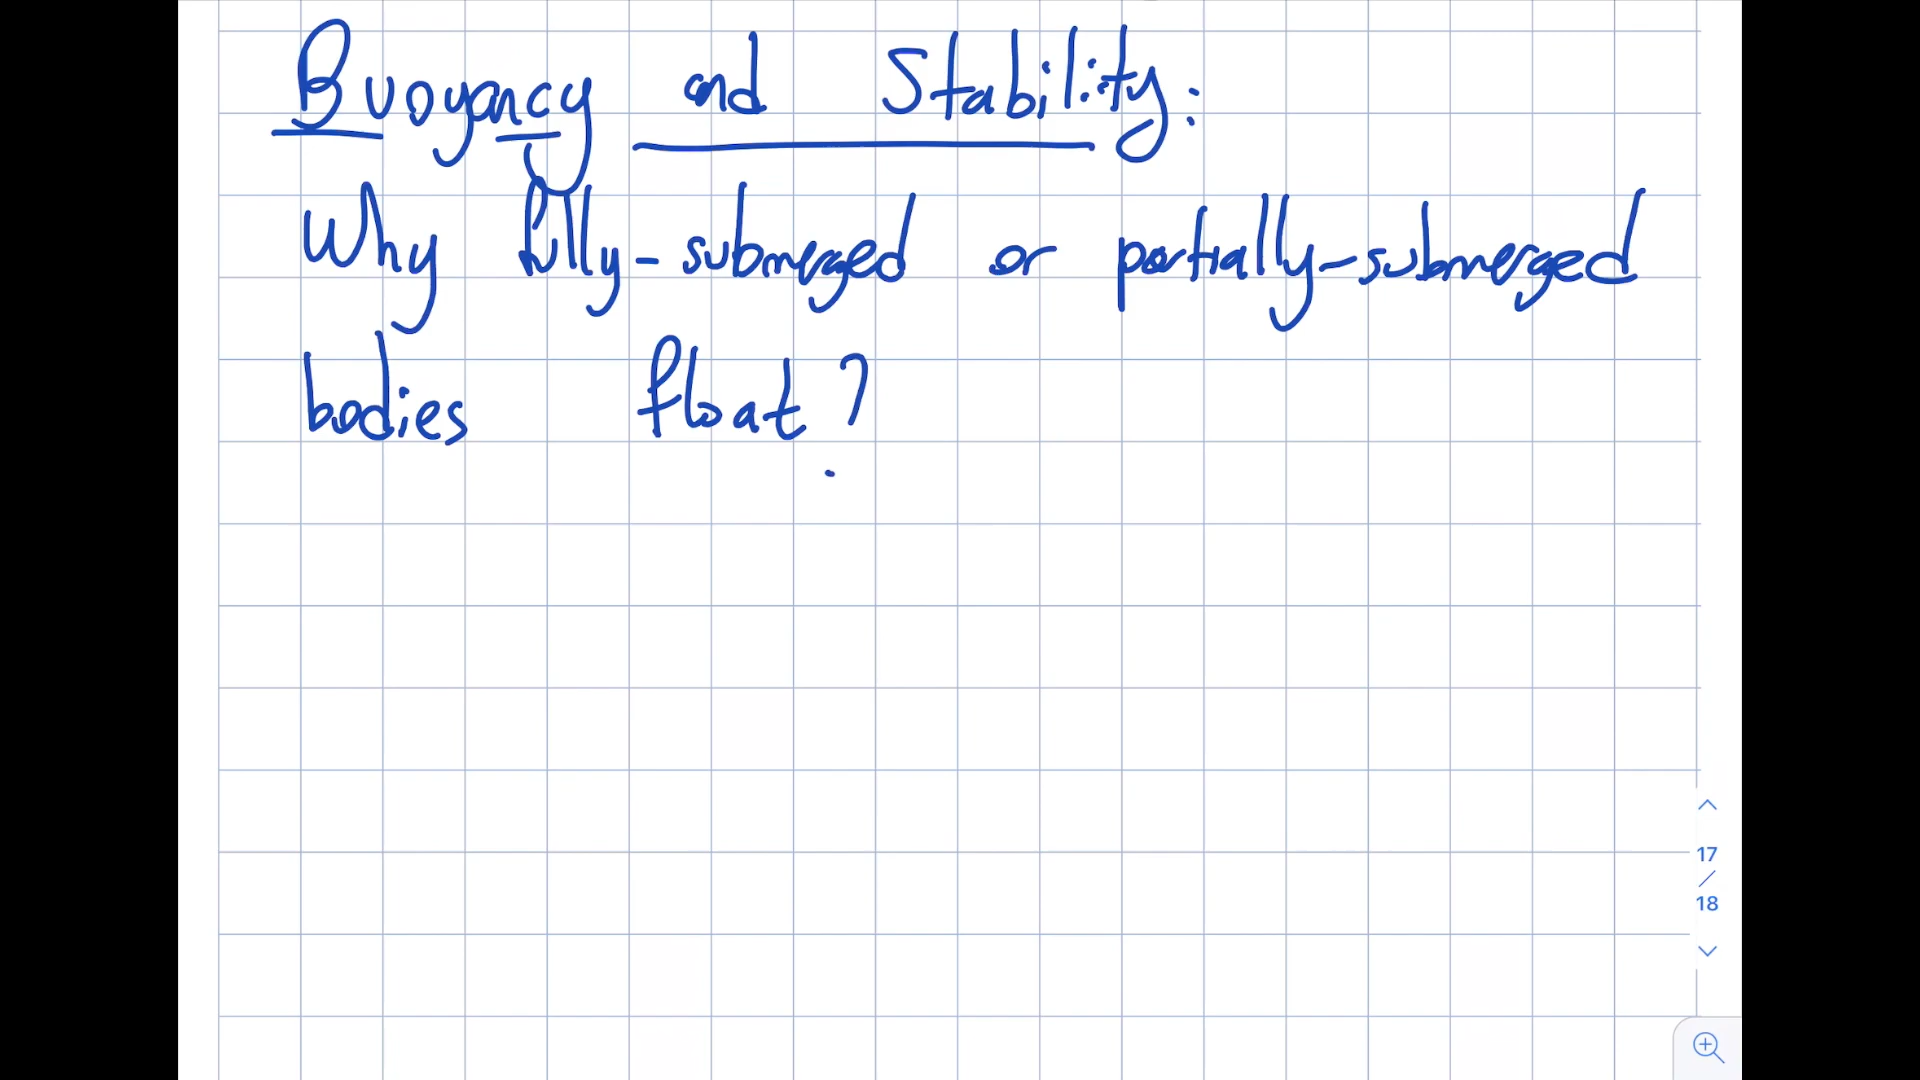 Buoyancy and Stability:
Why fully-submerged or partially-submerged
bodies float?
17
/
18